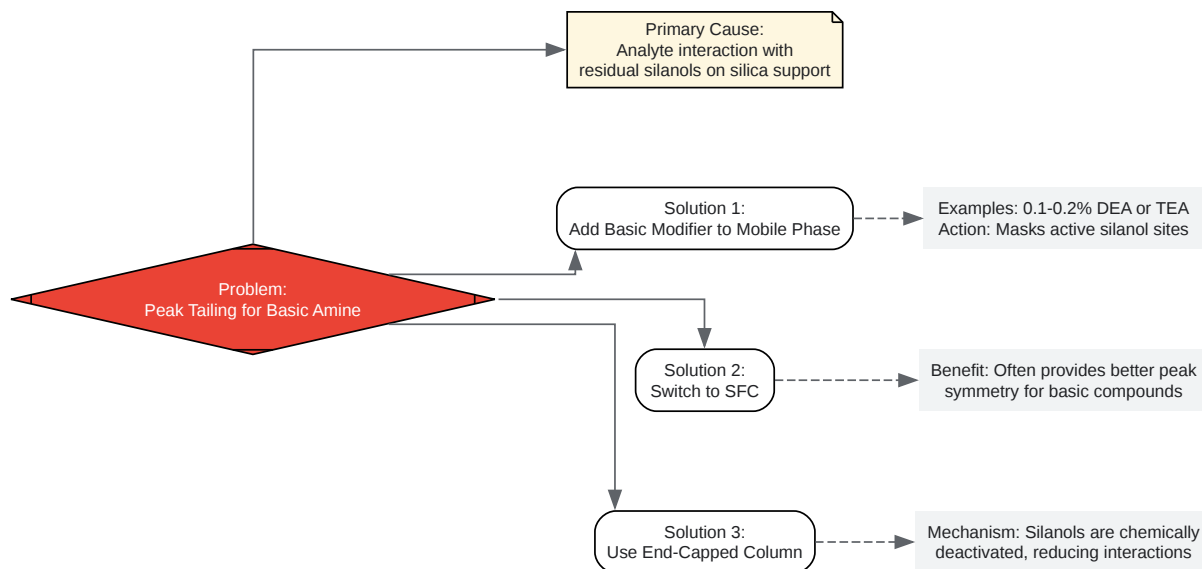 Primary Cause:
Analyte interaction with
residual silanols on silica support
Solution 1:
Add Basic Modifier to Mobile Phase
Examples: 0.1-0.2% DEA or TEA
Action: Masks active silanol sites
Problem:
Peak Tailing for Basic Amine
Solution 2:
Switch to SFC
Benefit: Often provides better peak
symmetry for basic compounds
Solution 3:
Use End-Capped Column
Mechanism: Silanols are chemically
deactivated, reducing interactions